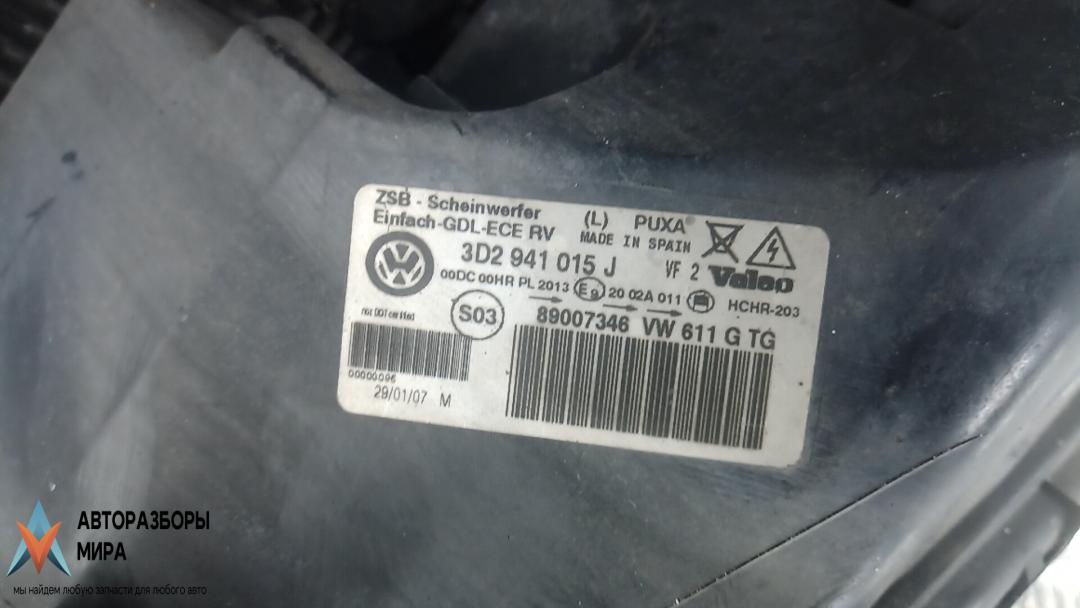 ZSB - Scheinwerfer
Einfach-GDL-ECE RV
(L) PUXA®
MADE IN SPAIN
3D2 941 015 J
VF 2 Valeo
00DC 00HR PL 2013 E9 20 02A 011
HCHR-203
S03
89007346 VW 611 G TG
not DOT certified
00000096
29/01/07 M
АВТОРАЗБОРЫ
МИРА
мы найдем любую запчасти для любого авто